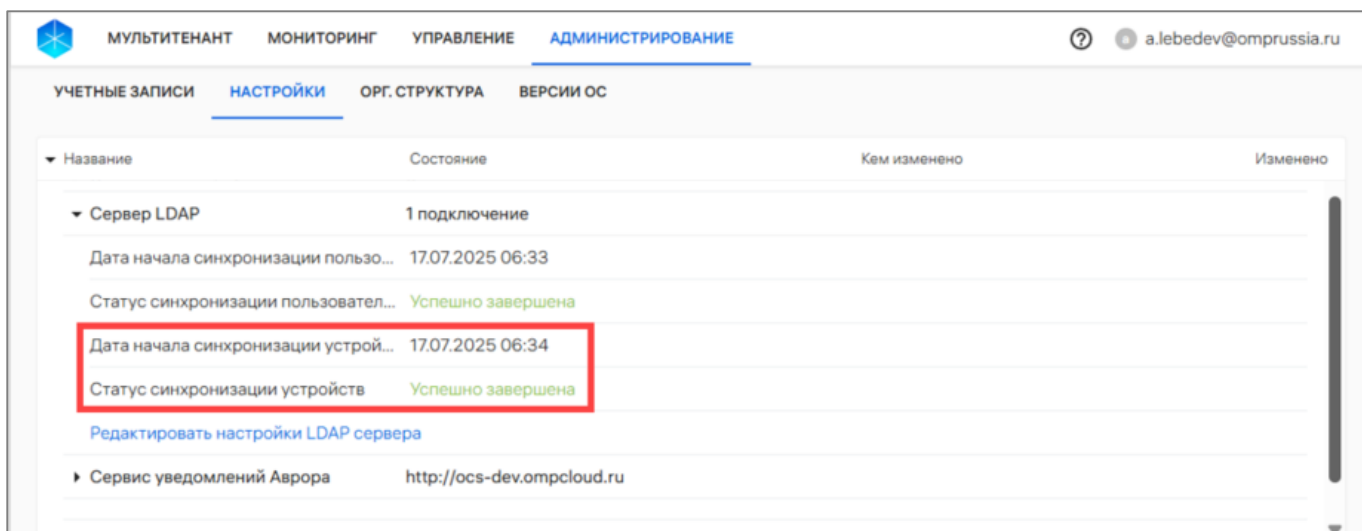 МУЛЬТИТЕНАНТ МОНИТОРИНГ УПРАВЛЕНИЕ АДМИНИСТРИРОВАНИЕ a a.lebedev@omprussia.ru
УЧЕТНЫЕ ЗАПИСИ НАСТРОЙКИ ОРГ. СТРУКТУРА ВЕРСИИ ОС
Название Состояние Кем изменено Изменено
Сервер LDAP 1 подключение
Дата начала синхронизации пользо... 17.07.2025 06:33
Статус синхронизации пользовател... Успешно завершена
Дата начала синхронизации устрой... 17.07.2025 06:34
Статус синхронизации устройств Успешно завершена
Редактировать настройки LDAP сервера
Сервис уведомлений Аврора http://ocs-dev.ompcloud.ru